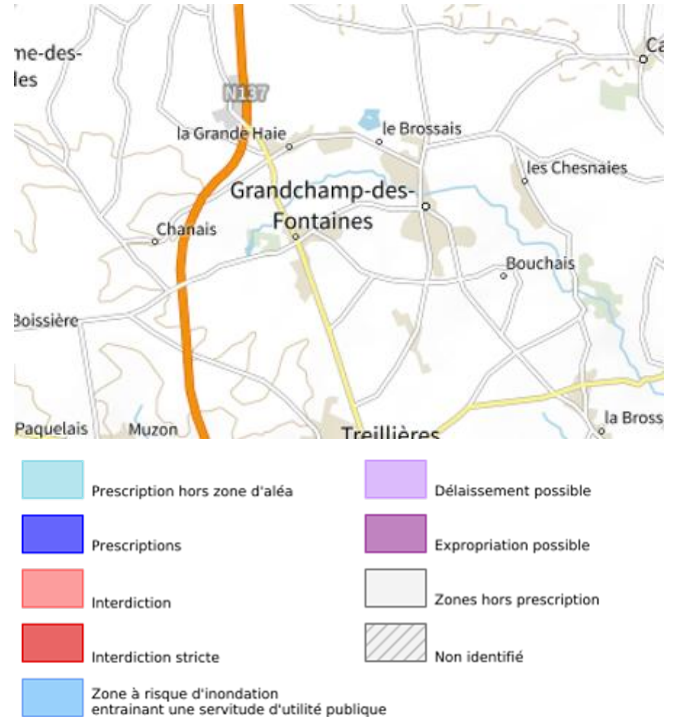 me-des-
les
Ca
N137
la Grande Haie
le Brossais
les Chesnaies
Grandchamp-des-
Fontaines
Chanais
Bouchais
Boissière
Paquelais
Muzon
Treillières
la Bross
Prescription hors zone d'aléa
Prescriptions
Interdiction
Interdiction stricte
Zone à risque d'inondation
entrainant une servitude d'utilité publique
Délaissement possible
Expropriation possible
Zones hors prescription
Non identifié